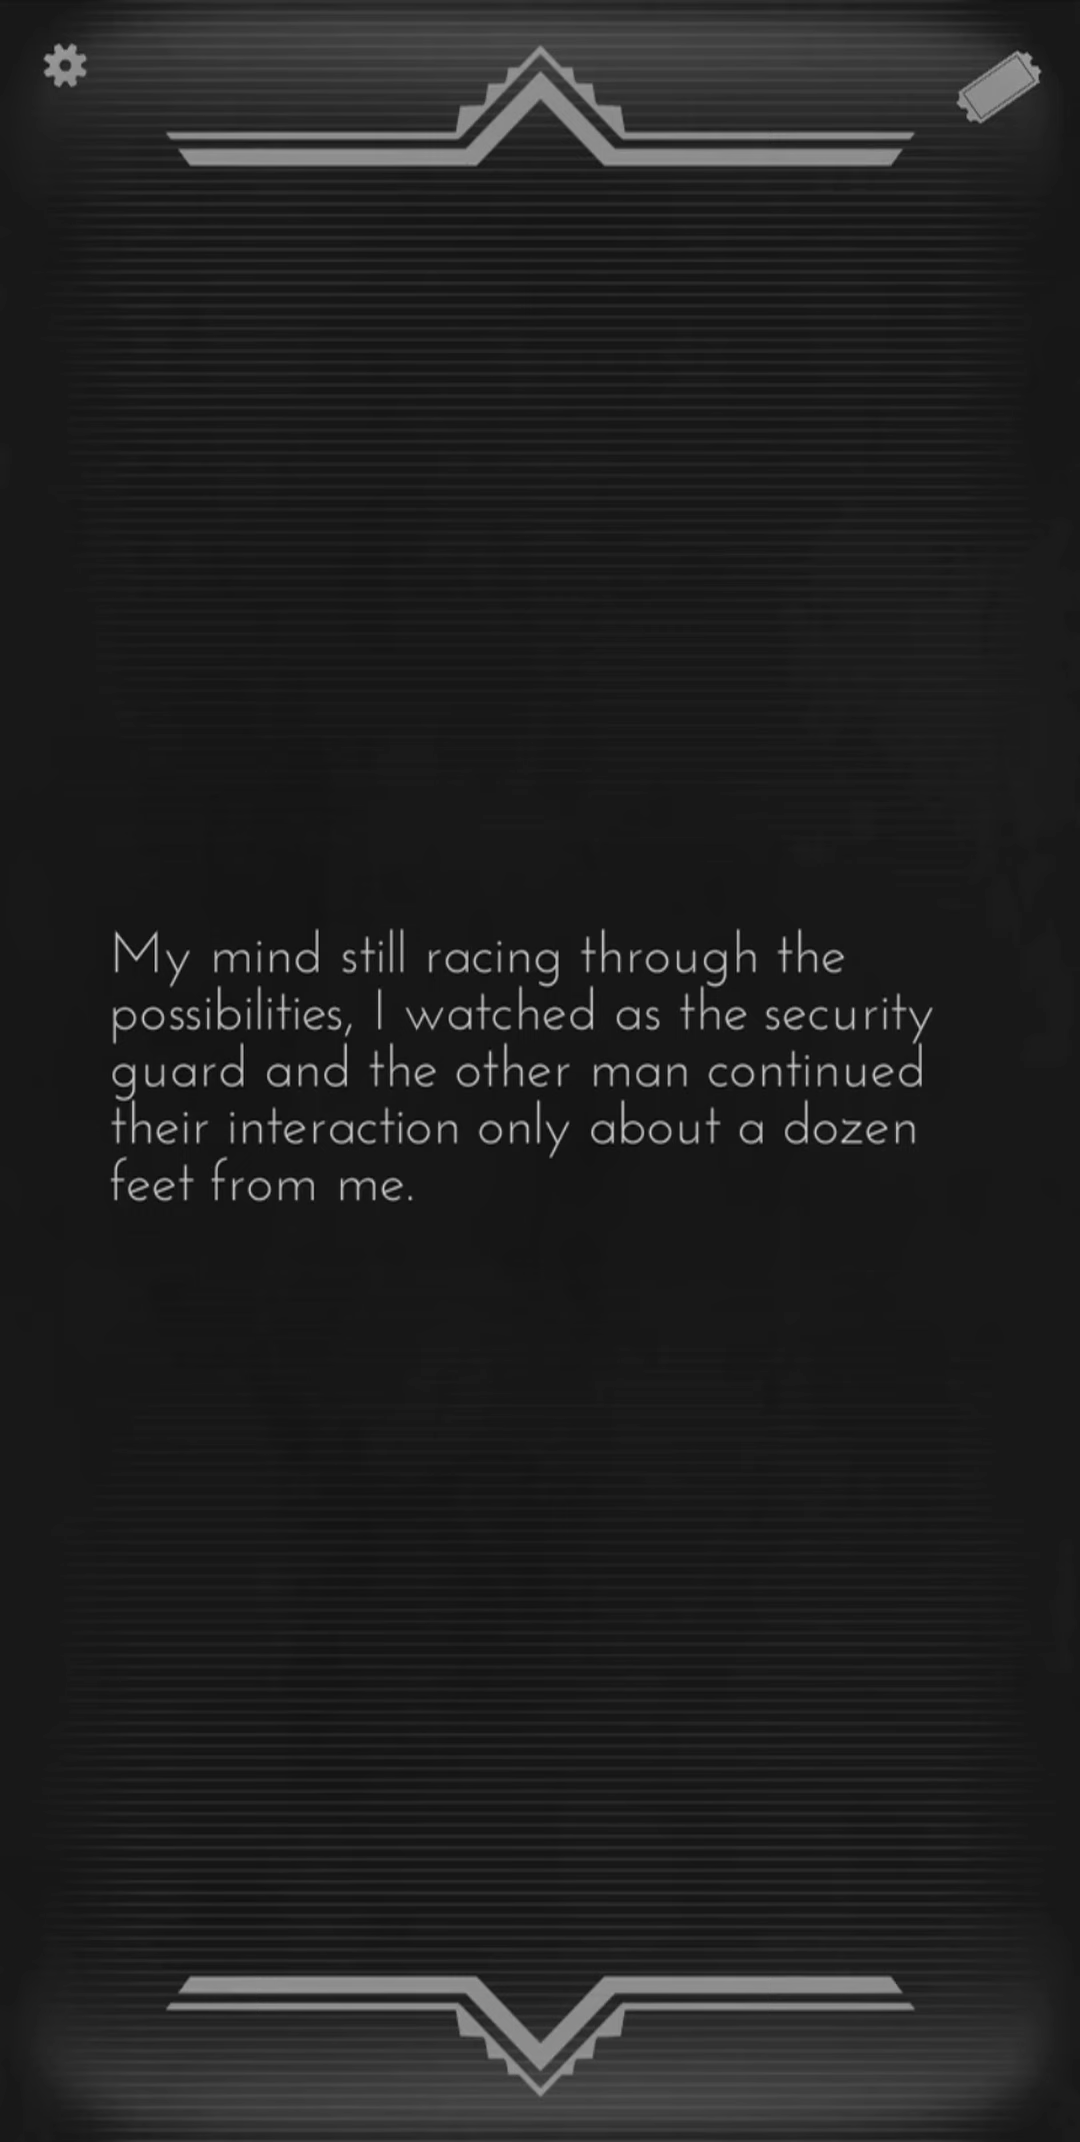 My mind still racing through the
possibilities, I watched as the security
guard and the other man continued
their interaction only about a dozen
feet from me.